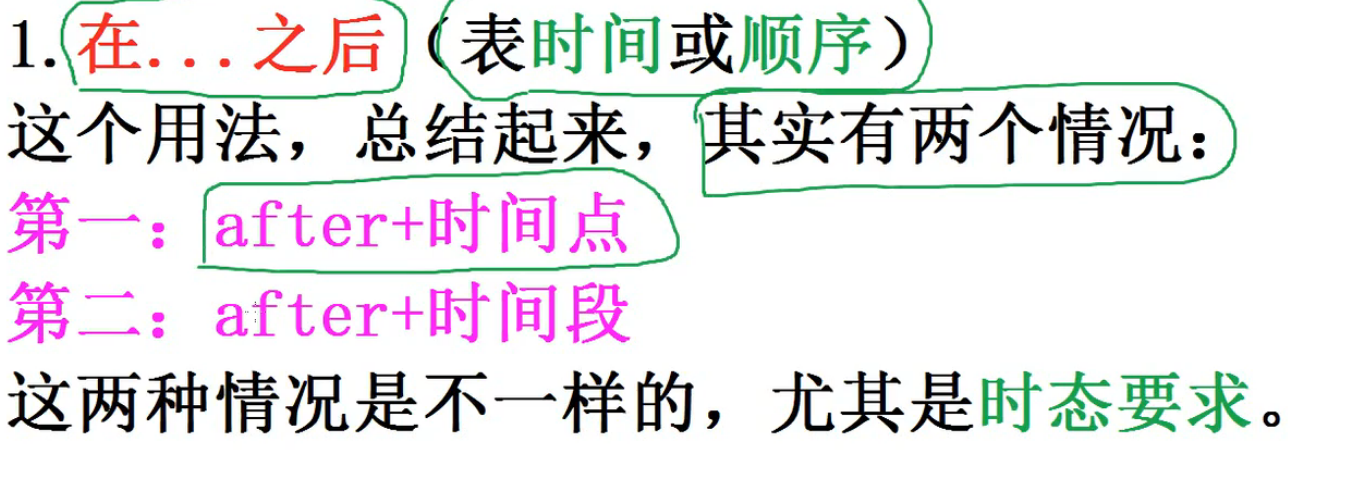 1.在...之后（表时间或顺序）
这个用法，总结起来，其实有两个情况：
第一：after+时间点
第二：after+时间段
这两种情况是不一样的，尤其是时态要求。